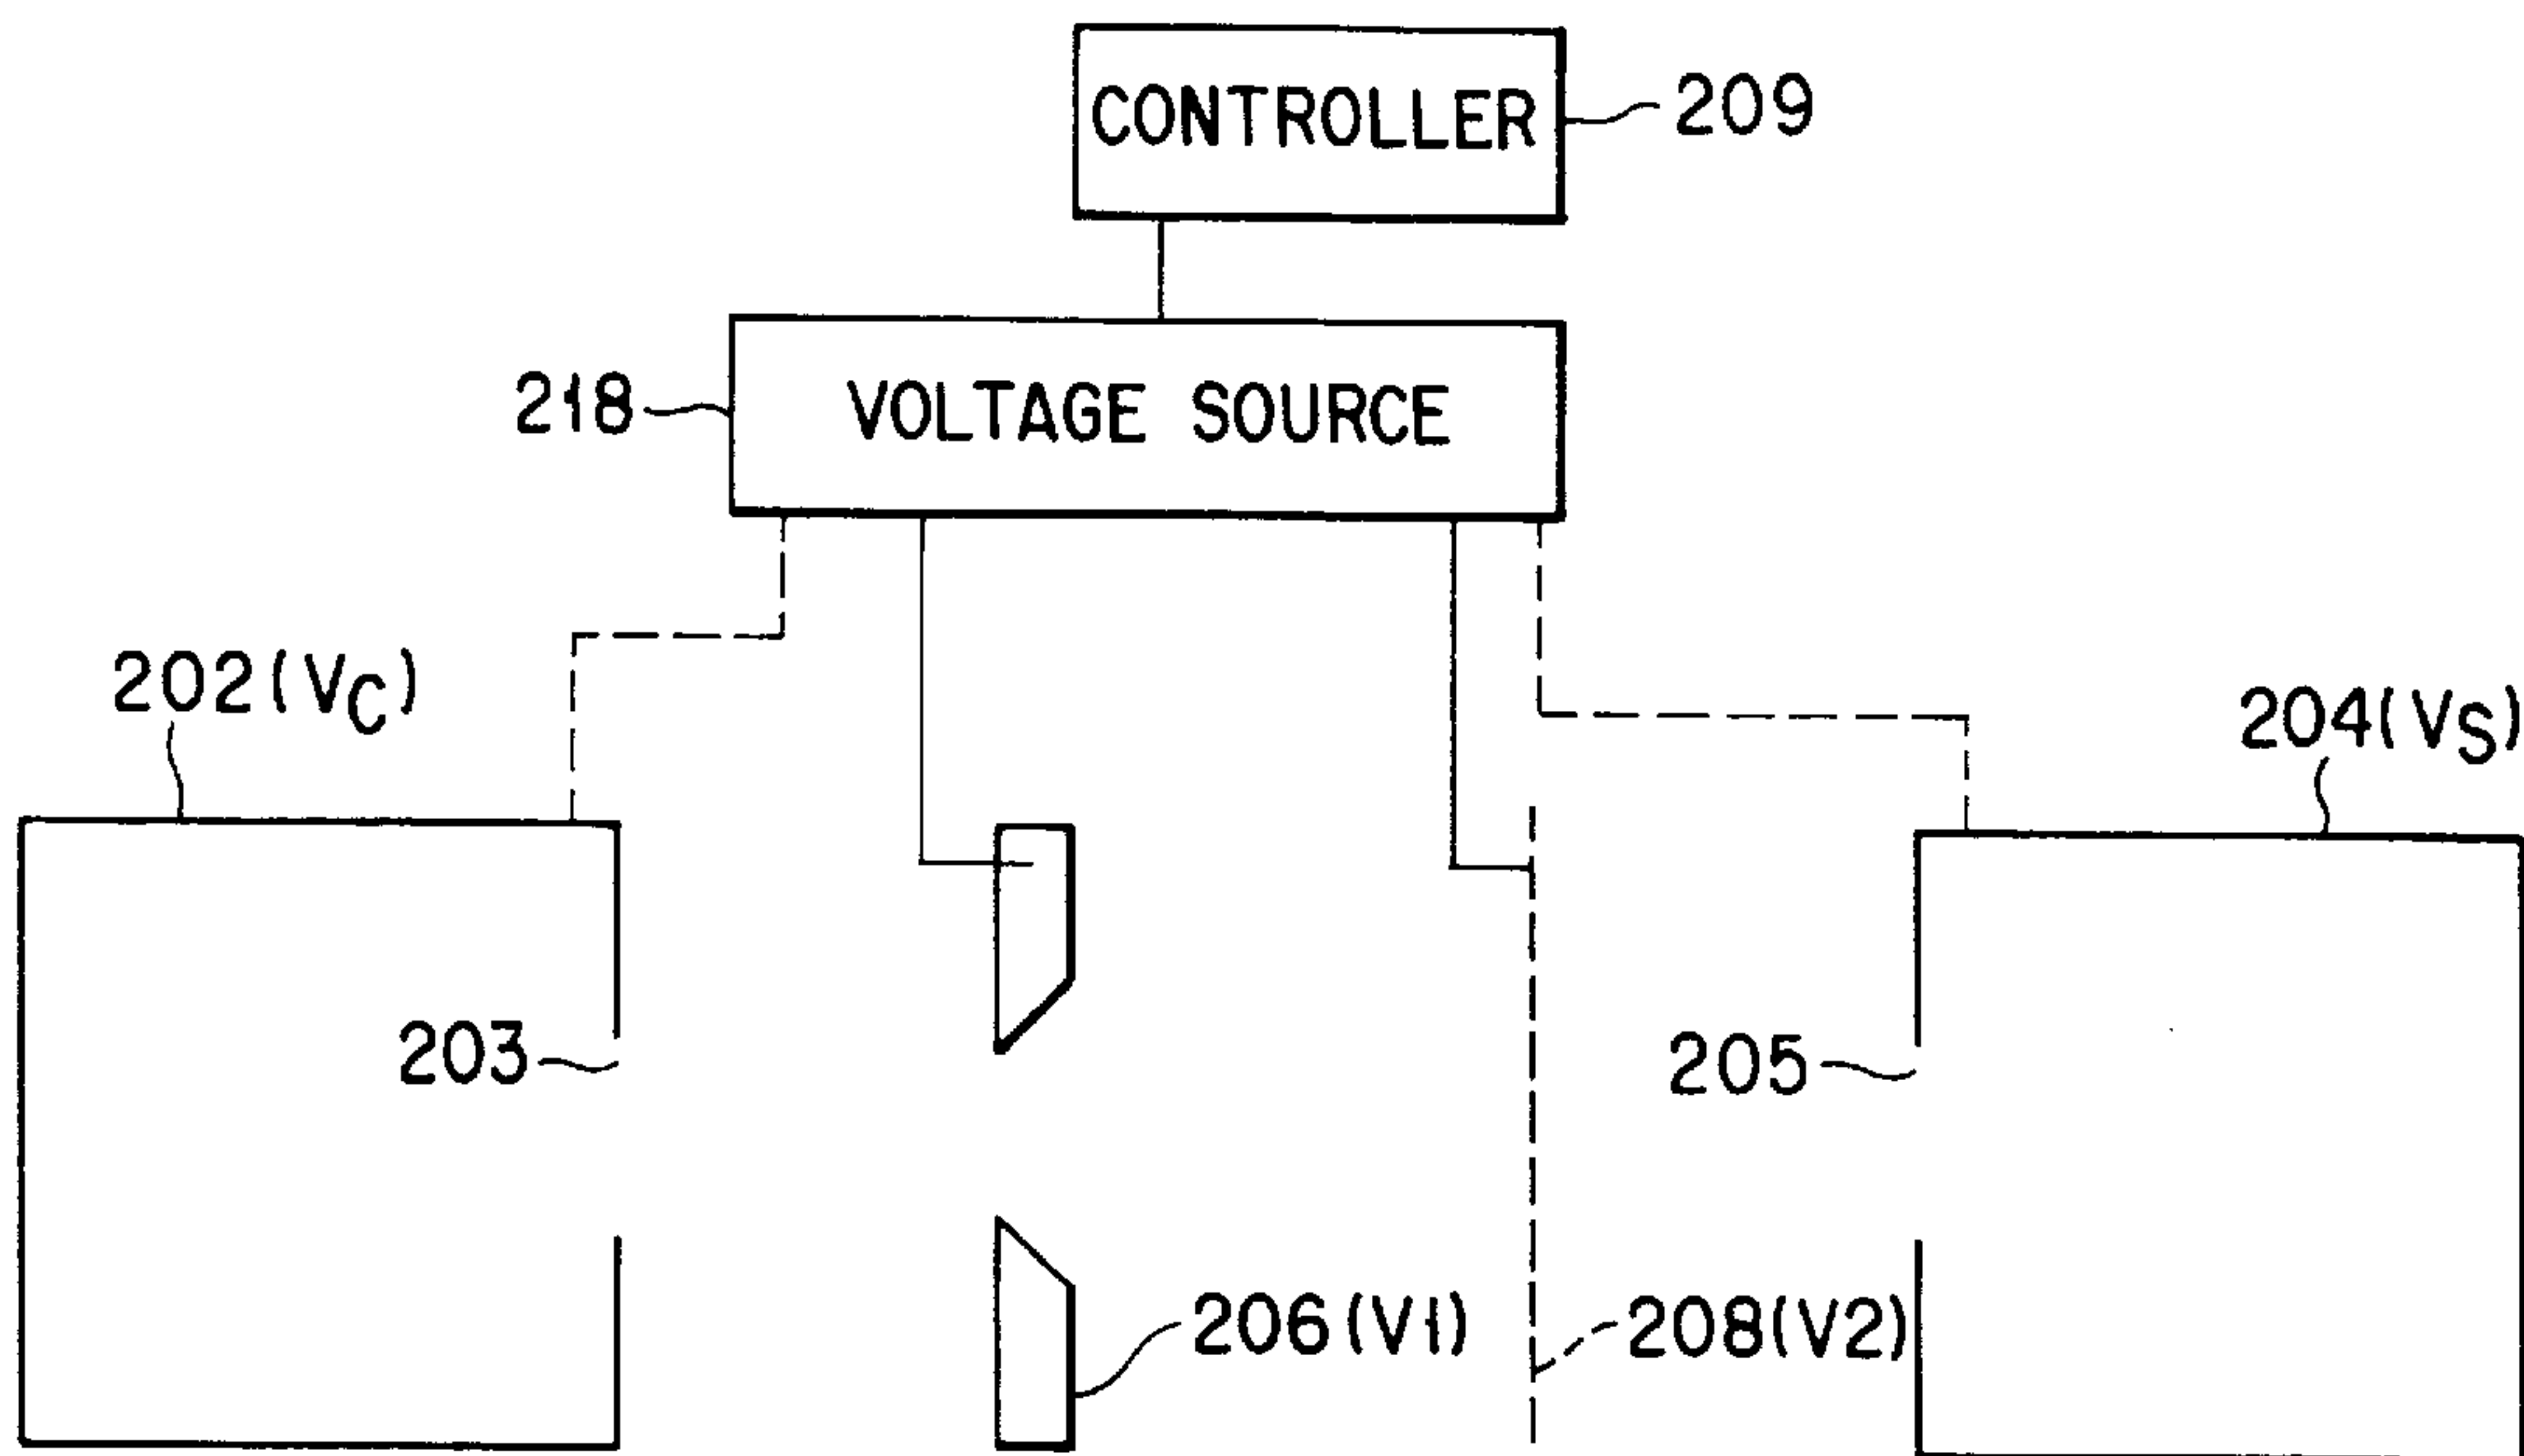 CONTROLLER
209
218
VOLTAGE SOURCE
202(VC)
204(VS)
203
205
206(V1)
208(V2)